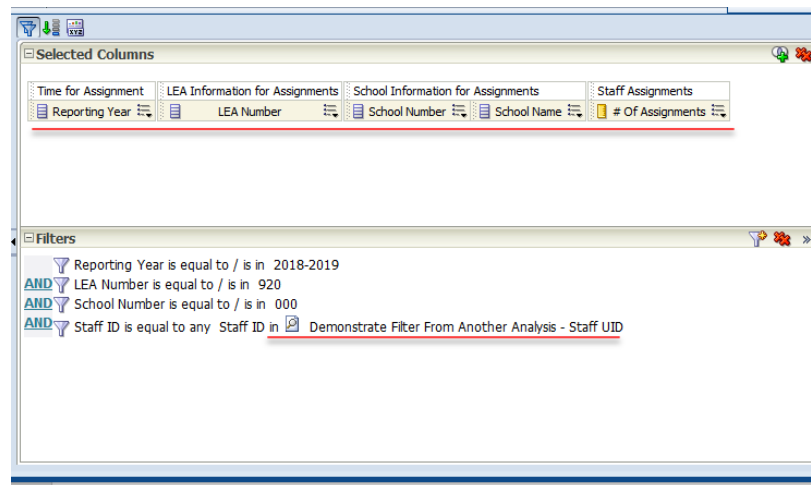 XYZ
Selected Columns
Time for Assignment LEA Information for Assignments School Information for Assignments Staff Assignments
Reporting Year LEA Number School Number School Name # Of Assignments
Filters »
Reporting Year is equal to / is in 2018-2019
AND LEA Number is equal to / is in 920
AND School Number is equal to / is in 000
AND Staff ID is equal to any Staff ID in Demonstrate Filter From Another Analysis - Staff UID